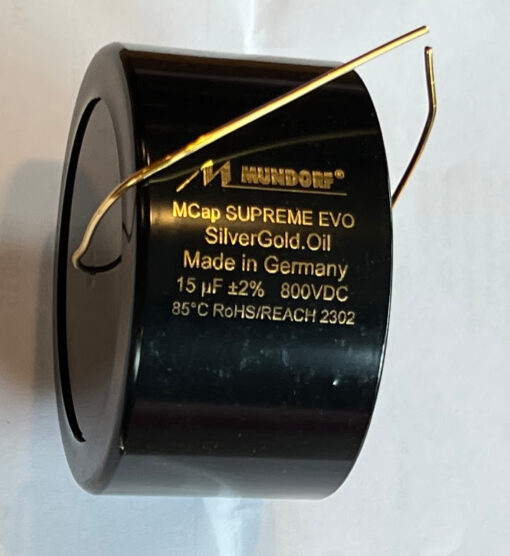 MUNDORF®
MCap SUPREME EVO
SilverGold.Oil
Made in Germany
15 µF ±2% 800VDC
85°C RoHS/REACH 2302